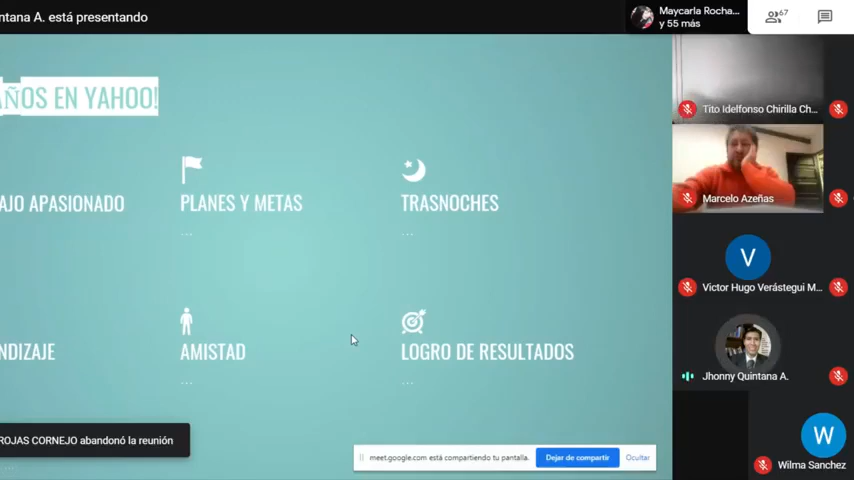 ntana A. está presentando
Maycarla Rocha...
y 55 más
67
AÑOS EN YAHOO!
AJO APASIONADO
PLANES Y METAS
...
TRASNOCHES
...
NDIZAJE
AMISTAD
...
LOGRO DE RESULTADOS
...
Tito Idelfonso Chirilla Ch...
Marcelo Azeñas
V
Victor Hugo Verástegui M...
Jhonny Quintana A.
W
Wilma Sanchez
ROJAS CORNEJO abandonó la reunión
meet.google.com está compartiendo tu pantalla.
Dejar de compartir
Ocultar